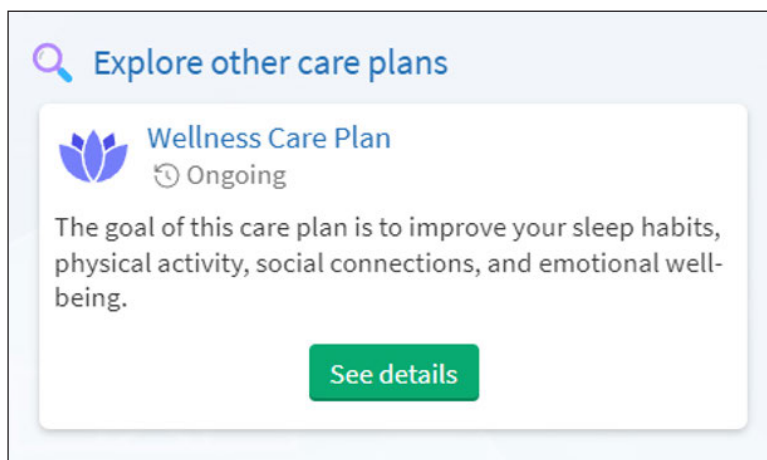 Explore other care plans
Wellness Care Plan
Ongoing
The goal of this care plan is to improve your sleep habits,
physical activity, social connections, and emotional well-
being.
See details